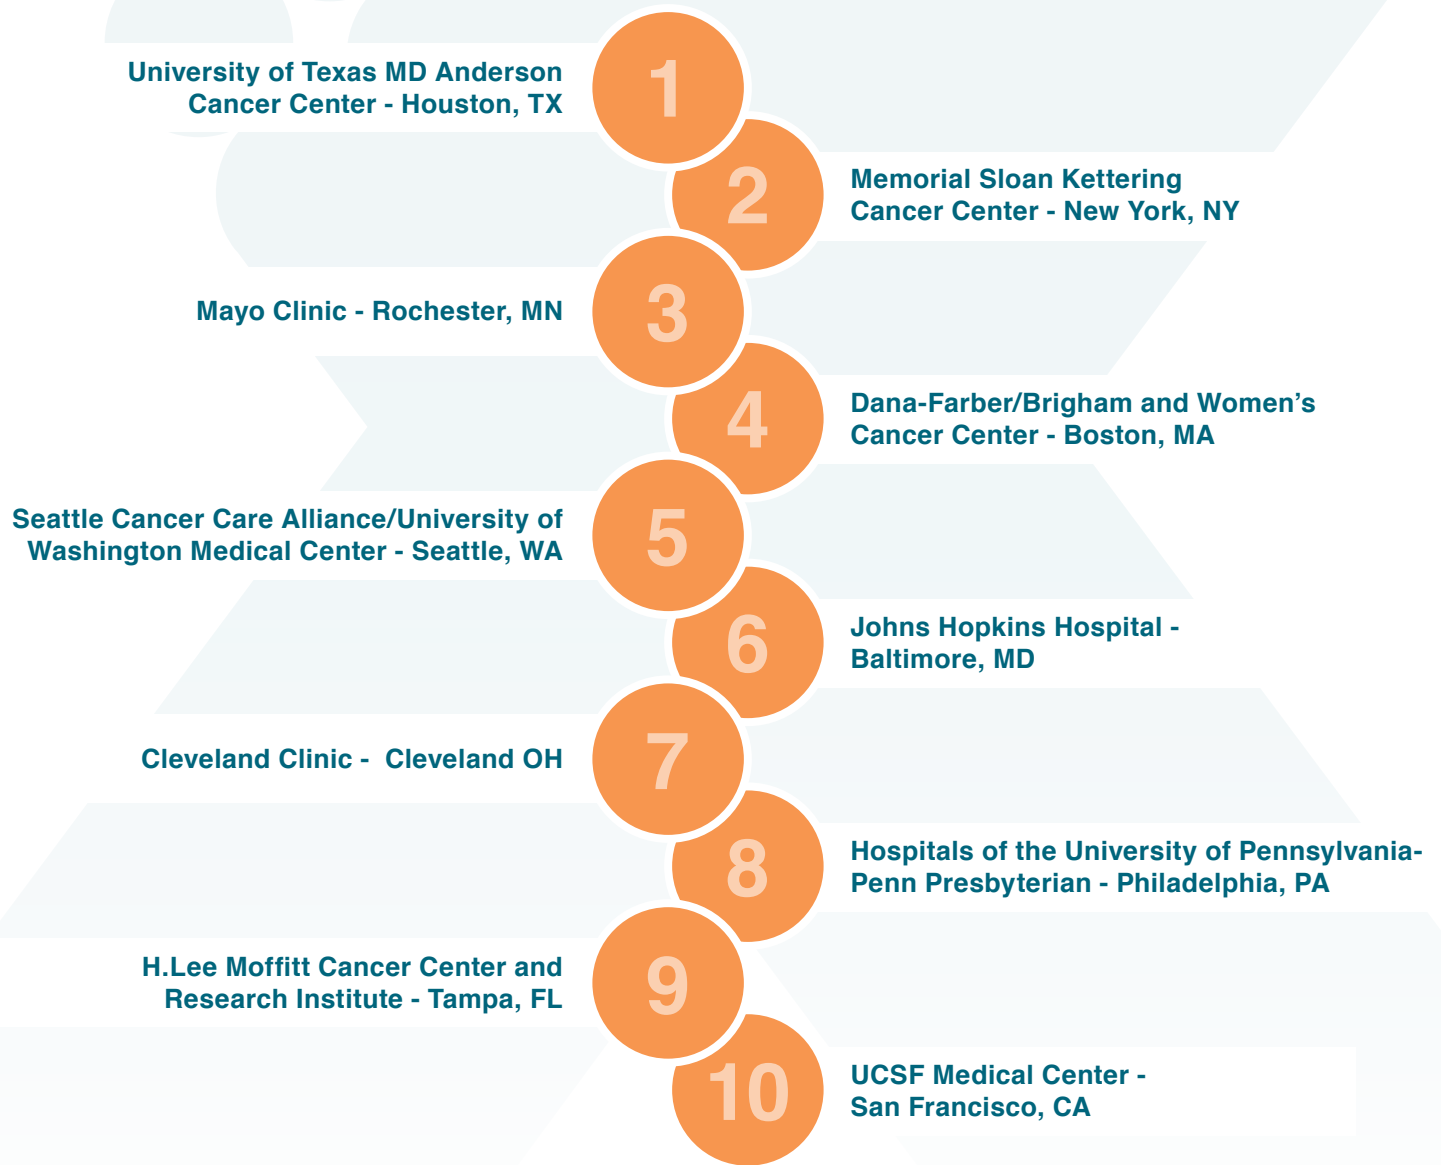 1
University of Texas MD Anderson
Cancer Center - Houston, TX
2
Memorial Sloan Kettering
Cancer Center - New York, NY
3
Mayo Clinic - Rochester, MN
4
Dana-Farber/Brigham and Women’s
Cancer Center - Boston, MA
5
Seattle Cancer Care Alliance/University of
Washington Medical Center - Seattle, WA
6
Johns Hopkins Hospital -
Baltimore, MD
7
Cleveland Clinic -  Cleveland OH
8
Hospitals of the University of Pennsylvania-
Penn Presbyterian - Philadelphia, PA
9
H.Lee Moffitt Cancer Center and
Research Institute - Tampa, FL
10
UCSF Medical Center -
San Francisco, CA